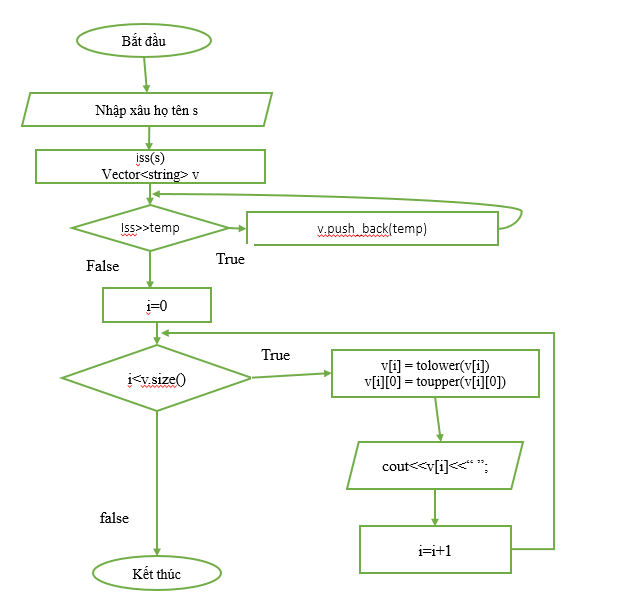 Bắt đầu
Nhập xâu họ tên s
iss(s)
Vector<string> v
Iss>>temp
v.push_back(temp)
True
False
i=0
True
i<v.size()
v[i] = tolower(v[i])
v[i][0] = toupper(v[i][0])
cout<<v[i]<<“ ”;
false
i=i+1
Kết thúc